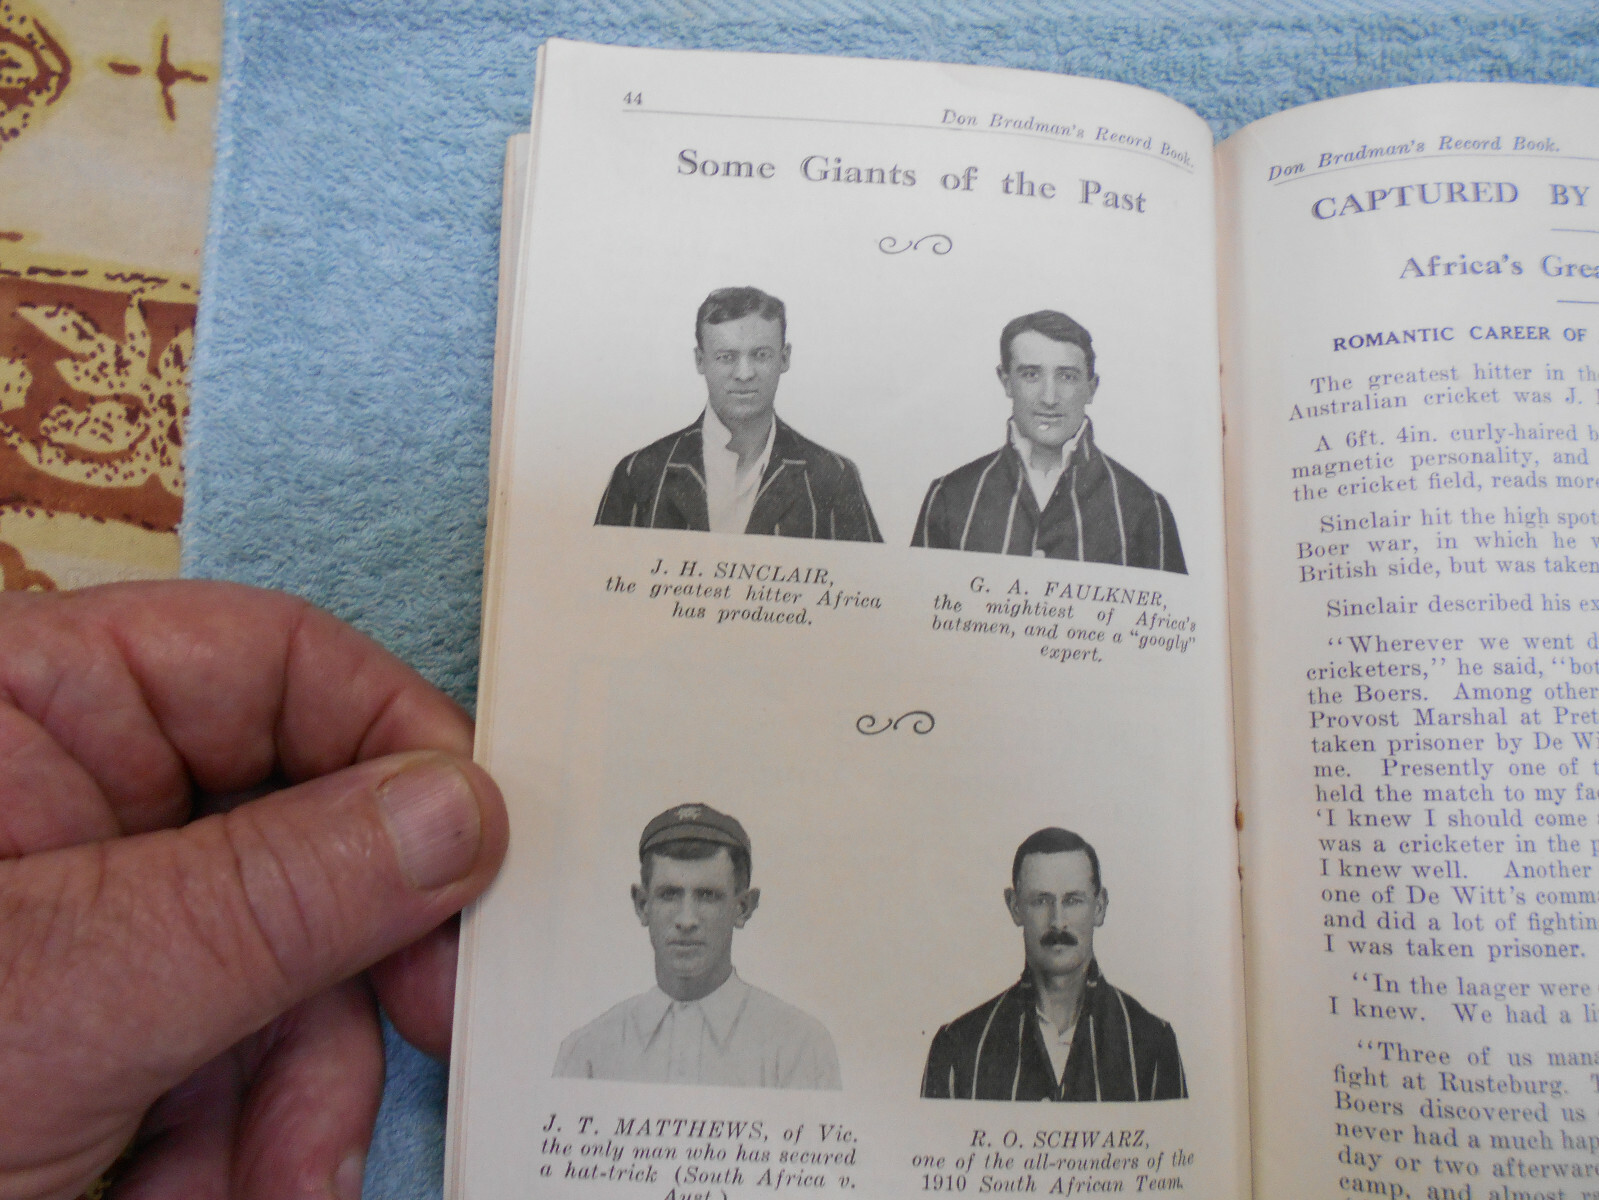 44
Don Bradman's Record Book.
Some Giants of the Past
J. H. SINCLAIR,
the greatest hitter Africa
has produced.
G. A. FAULKNER,
the mightiest of Africa's
batsmen, and once a "googly"
expert.
J. T. MATTHEWS, of Vic.
the only man who has secured
a hat-trick (South Africa v.
Aust.)
R. O. SCHWARZ,
one of the all-rounders of the
1910 South African Team.
Don Bradman's Record Book.
CAPTURED BY
Africa's
ROMANTIC CAREER OF
The greatest hitter in
Australian cricket was J.
A 6ft. 4in. curly-haired
magnetic personality, and
the cricket field, reads
Sinclair hit the high
Boer war, in which he
British side, but was
Sinclair described his
"Wherever we went
cricketers," he said,
the Boers. Among
Provost Marshal at
taken prisoner by De
me. Presently one of
held the match to my
'I knew I should come
was a cricketer in the
I knew well. Another
one of De Witt's
and did a lot of
I was taken prisoner.
"In the laager were
I knew. We had a
"Three of us
fight at Rusteburg.
Boers discovered us
never had a much
day or two
camp, and almost